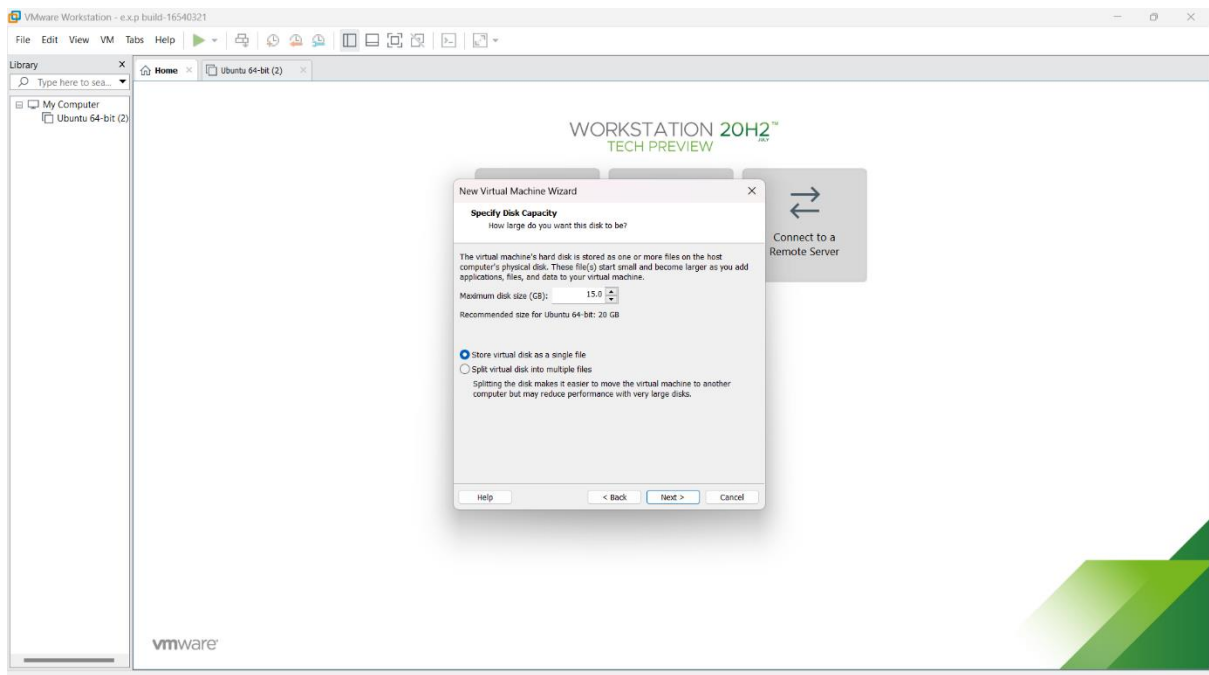 VMware Workstation - e.x.p build-16540321
File Edit View VM Tabs Help
Library X
Type here to sea...
Home
Ubuntu 64-bit (2)
My Computer
Ubuntu 64-bit (2)
WORKSTATION 20H2™
JULY
TECH PREVIEW
Connect to a
Remote Server
New Virtual Machine Wizard
Specify Disk Capacity
How large do you want this disk to be?
The virtual machine's hard disk is stored as one or more files on the host
computer's physical disk. These file(s) start small and become larger as you add
applications, files, and data to your virtual machine.
Maximum disk size (GB): 15.0
Recommended size for Ubuntu 64-bit: 20 GB
Store virtual disk as a single file
Split virtual disk into multiple files
Splitting the disk makes it easier to move the virtual machine to another
computer but may reduce performance with very large disks.
Help < Back Next > Cancel
vmware